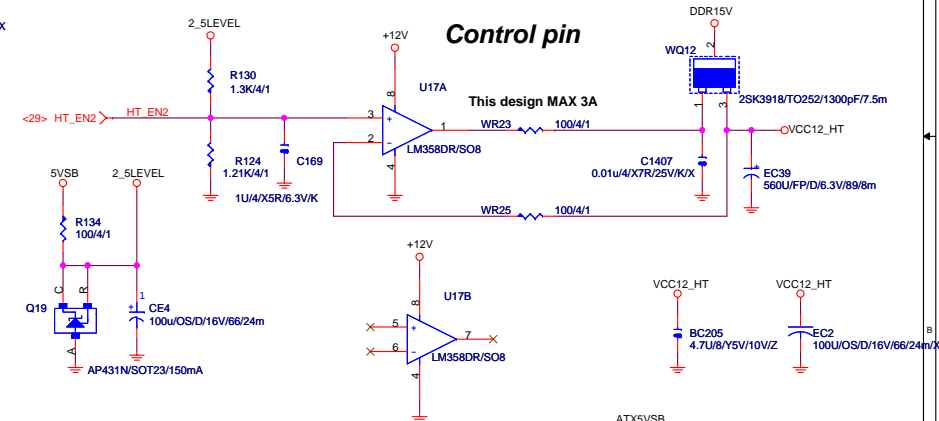 X
2_5LEVEL
+12V
Control pin
DDR15V
2
WQ12
R130
1.3K/4/1
8
U17A
This design MAX 3A
2SK3918/TO252/1300pF/7.5m
1
3
<29> HT_EN2
HT_EN2
3
+
2
-
1
LM358DR/SO8
4
WR23
100/4/1
VCC12_HT
R124
1.21K/4/1
C169
1U/4/X5R/6.3V/K
C1407
0.01u/4/X7R/25V/K/X
+
EC39
560U/FP/D/6.3V/89/8m
5VSB
2_5LEVEL
R134
100/4/1
WR25
100/4/1
+12V
8
U17B
C
R
Q19
A
1
+
CE4
100u/OS/D/16V/66/24m
AP431N/SOT23/150mA
5
+
6
-
7
LM358DR/SO8
4
VCC12_HT
VCC12_HT
BC205
4.7U/8/Y5V/10V/Z
EC2
100U/OS/D/16V/66/24m/X
B
ATX5VSB